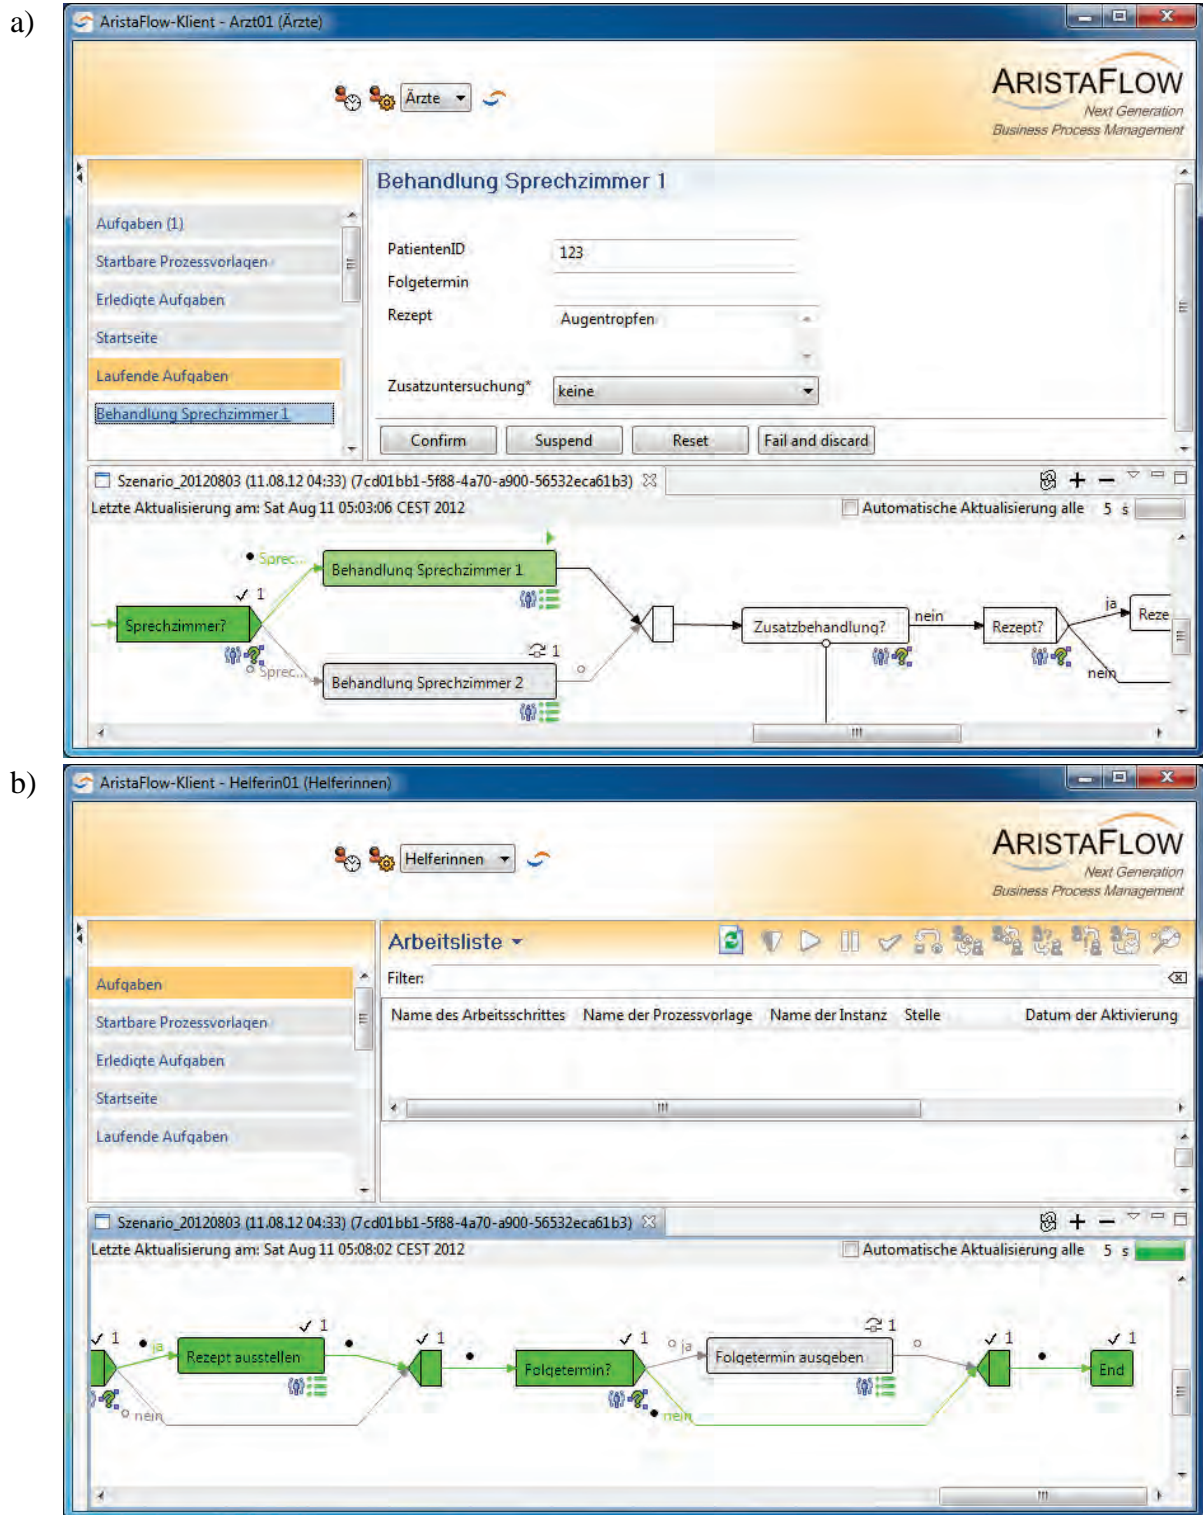 a)
AristaFlow-Klient - Arzt01 (Ärzte)
Ärzte
ARISTAFLOW
Next Generation
Business Process Management
Behandlung Sprechzimmer 1
Aufgaben (1)
Startbare Prozessvorlagen
Erledigte Aufgaben
Startseite
Laufende Aufgaben
Behandlung Sprechzimmer 1
PatientenID 123
Folgetermin
Rezept Augentropfen
Zusatzuntersuchung* keine
Confirm Suspend Reset Fail and discard
Szenario_20120803 (11.08.12 04:33) (7cd01bb1-5f88-4a70-a900-56532eca61b3)
Letzte Aktualisierung am: Sat Aug 11 05:03:06 CEST 2012 Automatische Aktualisierung alle 5 s
Sprec...
Behandlung Sprechzimmer 1
1
Sprechzimmer?
Zusatzbehandlung?
nein
Rezept?
ja
Reze
nein
1
Sprec...
Behandlung Sprechzimmer 2
b)
AristaFlow-Klient - Helferin01 (Helferinnen)
Helferinnen
ARISTAFLOW
Next Generation
Business Process Management
Arbeitsliste
Aufgaben
Startbare Prozessvorlagen
Erledigte Aufgaben
Startseite
Laufende Aufgaben
Filter:
Name des Arbeitsschrittes Name der Prozessvorlage Name der Instanz Stelle Datum der Aktivierung
Szenario_20120803 (11.08.12 04:33) (7cd01bb1-5f88-4a70-a900-56532eca61b3)
Letzte Aktualisierung am: Sat Aug 11 05:08:02 CEST 2012 Automatische Aktualisierung alle 5 s
1 1 1 1 1 1 1
ja Rezept ausstellen Folgetermin? ja Folgetermin ausgeben End
nein nein